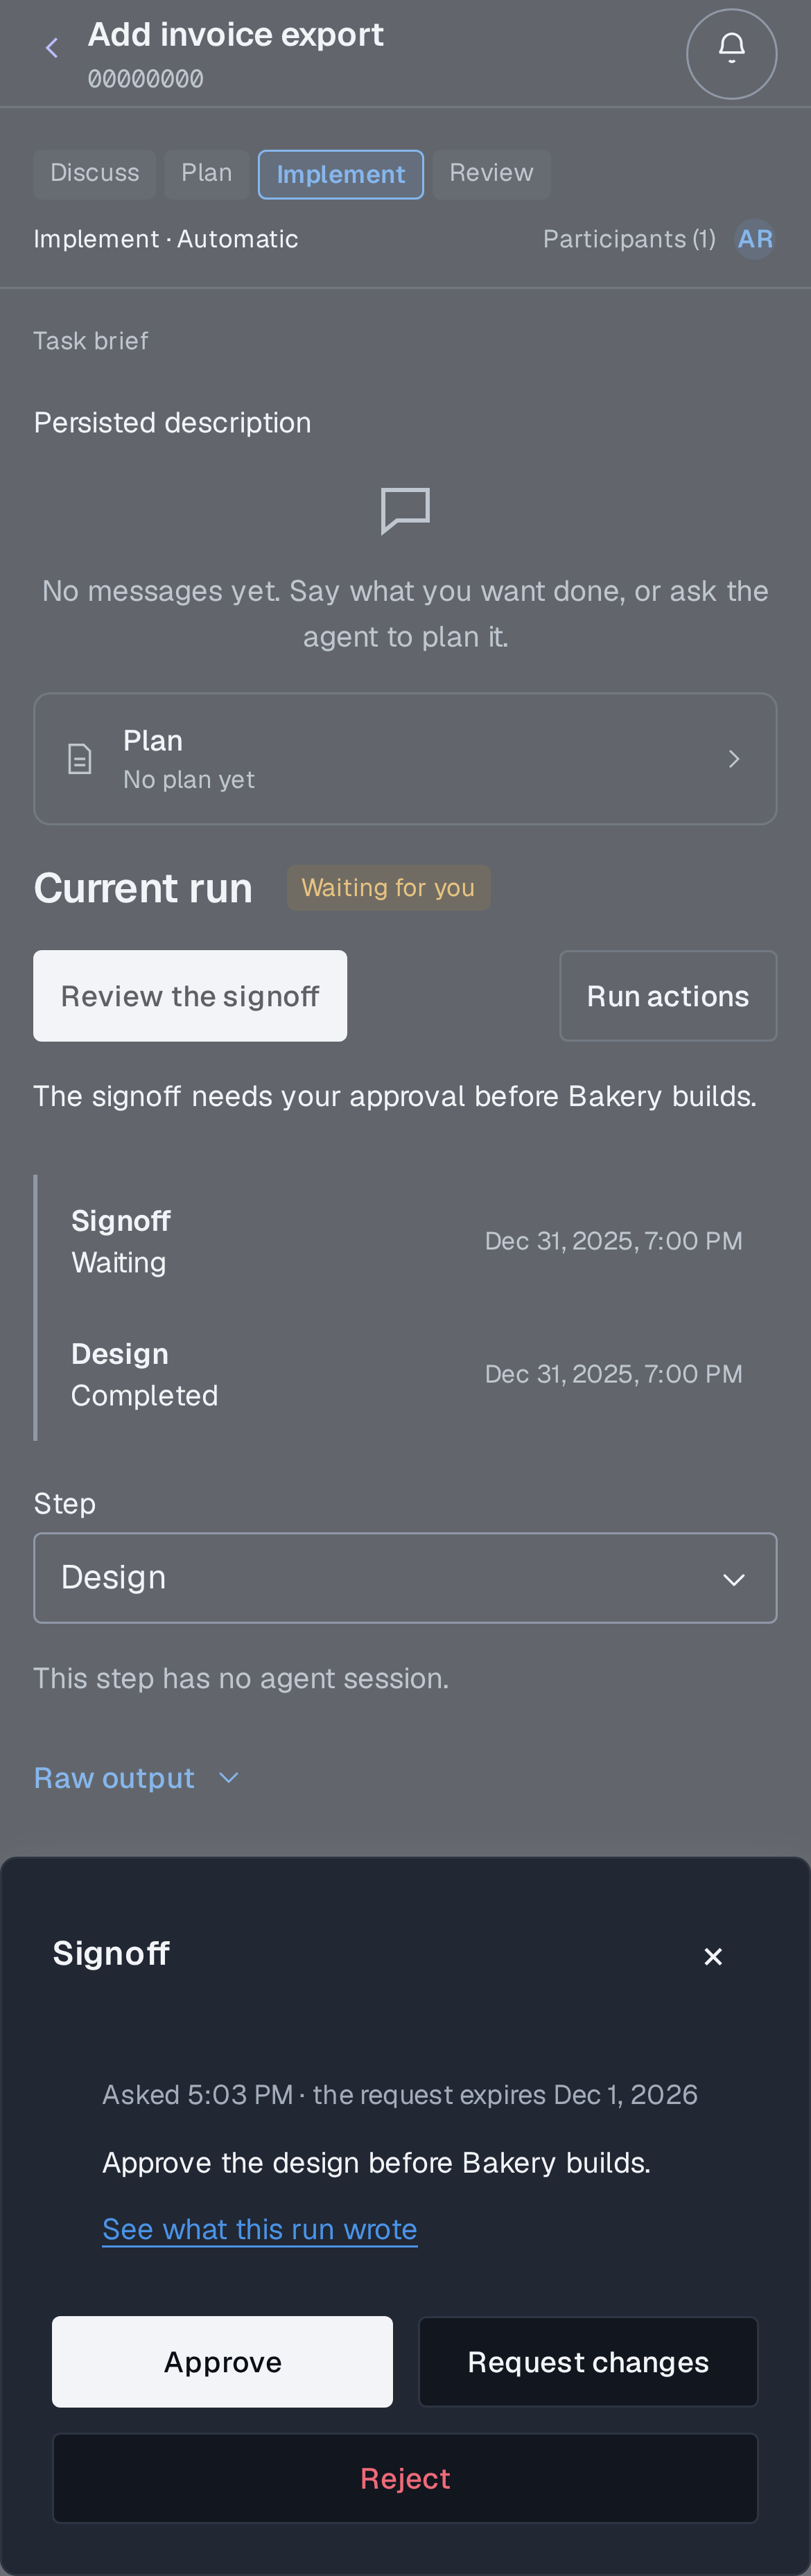 Add invoice export
00000000
Discuss
Plan
Implement
Review
Implement · Automatic
Participants (1)
AR
Task brief
Persisted description
No messages yet. Say what you want done, or ask the
agent to plan it.
Plan
No plan yet
Current run
Waiting for you
Review the signoff
Run actions
The signoff needs your approval before Bakery builds.
Signoff
Waiting
Dec 31, 2025, 7:00 PM
Design
Completed
Dec 31, 2025, 7:00 PM
Step
Design
This step has no agent session.
Raw output
Signoff
Asked 5:03 PM · the request expires Dec 1, 2026
Approve the design before Bakery builds.
See what this run wrote
Approve
Request changes
Reject